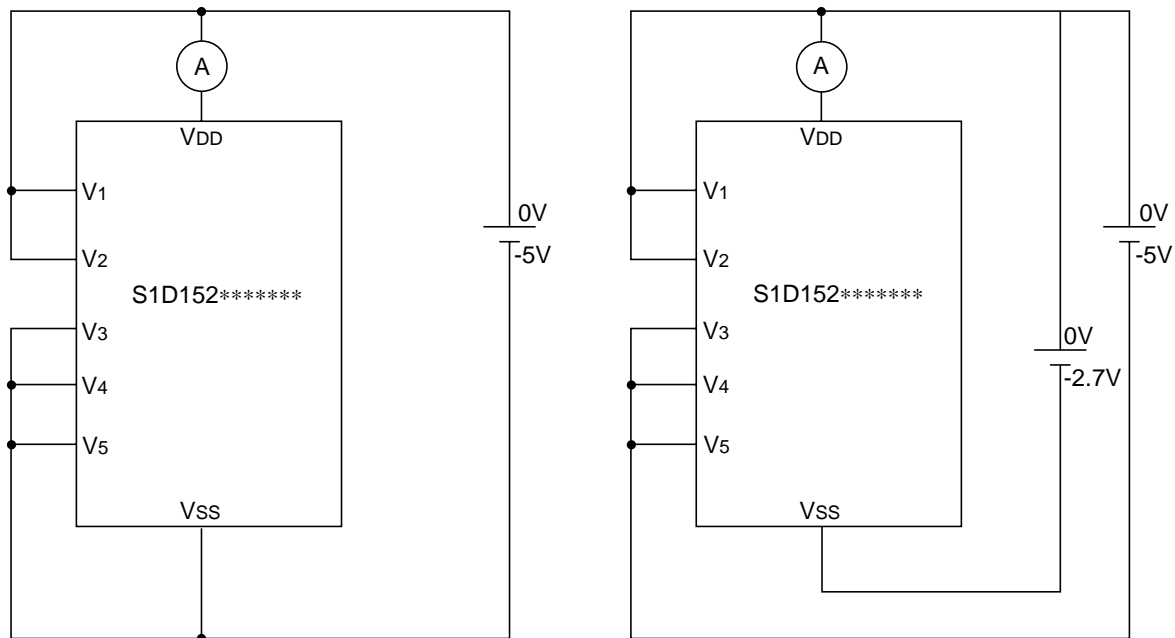 A
VDD
V1
V2
S1D152*******
V3
V4
V5
VSS
0V
-5V
A
VDD
V1
V2
S1D152*******
V3
V4
V5
VSS
0V
-2.7V
0V
-5V